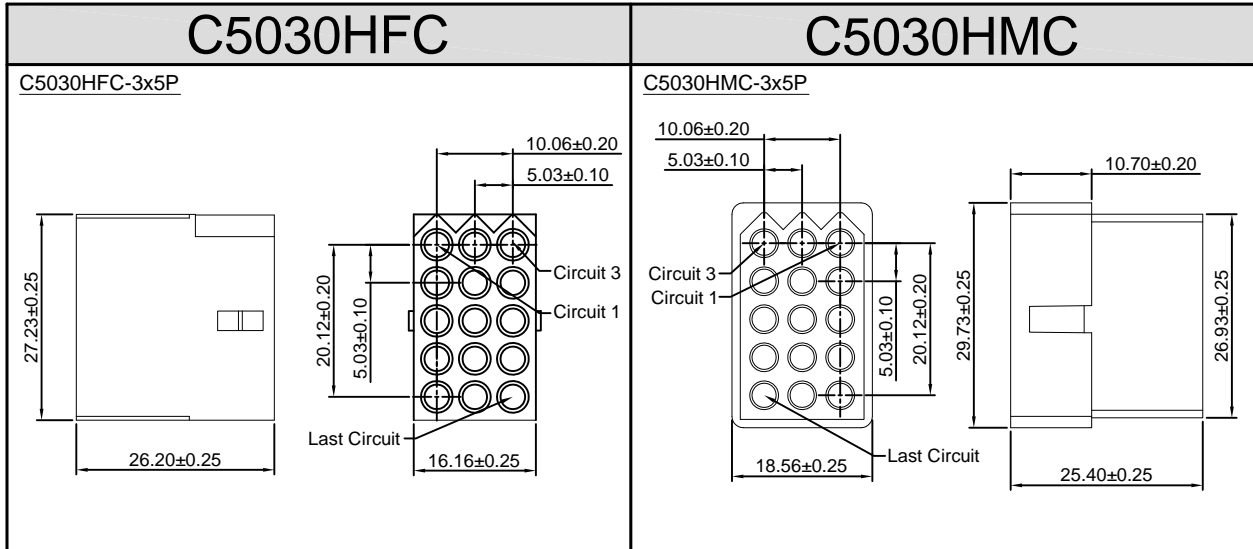 C5030HFC
C5030HMC
C5030HFC-3x5P
10.06±0.20
5.03±0.10
27.23±0.25
20.12±0.20
5.03±0.10
Circuit 3
Circuit 1
Last Circuit
26.20±0.25
16.16±0.25
C5030HMC-3x5P
10.06±0.20
5.03±0.10
10.70±0.20
Circuit 3
Circuit 1
5.03±0.10
20.12±0.20
29.73±0.25
26.93±0.25
Last Circuit
18.56±0.25
25.40±0.25